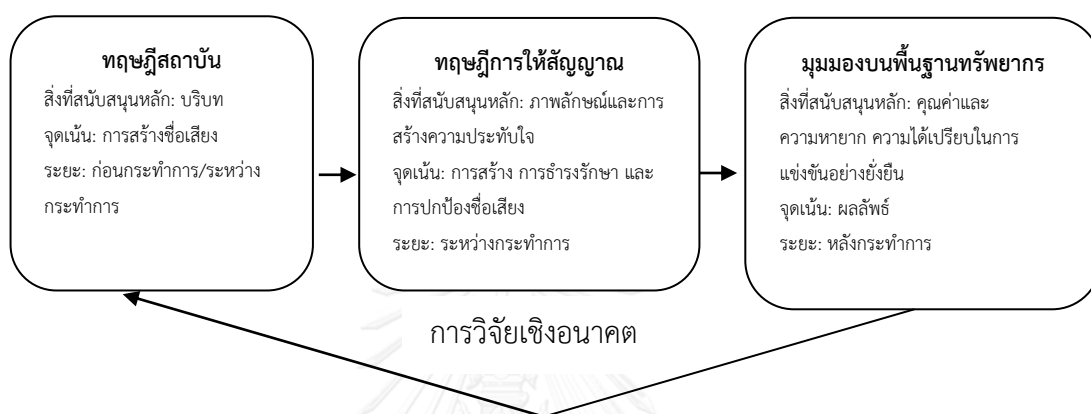 ทฤษฎีสถาบัน
สิ่งที่สนับสนุนหลัก: บริบท
จุดเน้น: การสร้างชื่อเสียง
ระยะ: ก่อนกระทำการ/ระหว่าง
กระทำการ
ทฤษฎีการให้สัญญาณ
สิ่งที่สนับสนุนหลัก: ภาพลักษณ์และการ
สร้างความประทับใจ
จุดเน้น: การสร้าง การธำรงรักษา และ
การปกป้องชื่อเสียง
ระยะ: ระหว่างกระทำการ
มุมมองบนพื้นฐานทรัพยากร
สิ่งที่สนับสนุนหลัก: คุณค่าและ
ความหายาก ความได้เปรียบในการ
แข่งขันอย่างยั่งยืน
จุดเน้น: ผลลัพธ์
ระยะ: หลังกระทำการ
การวิจัยเชิงอนาคต